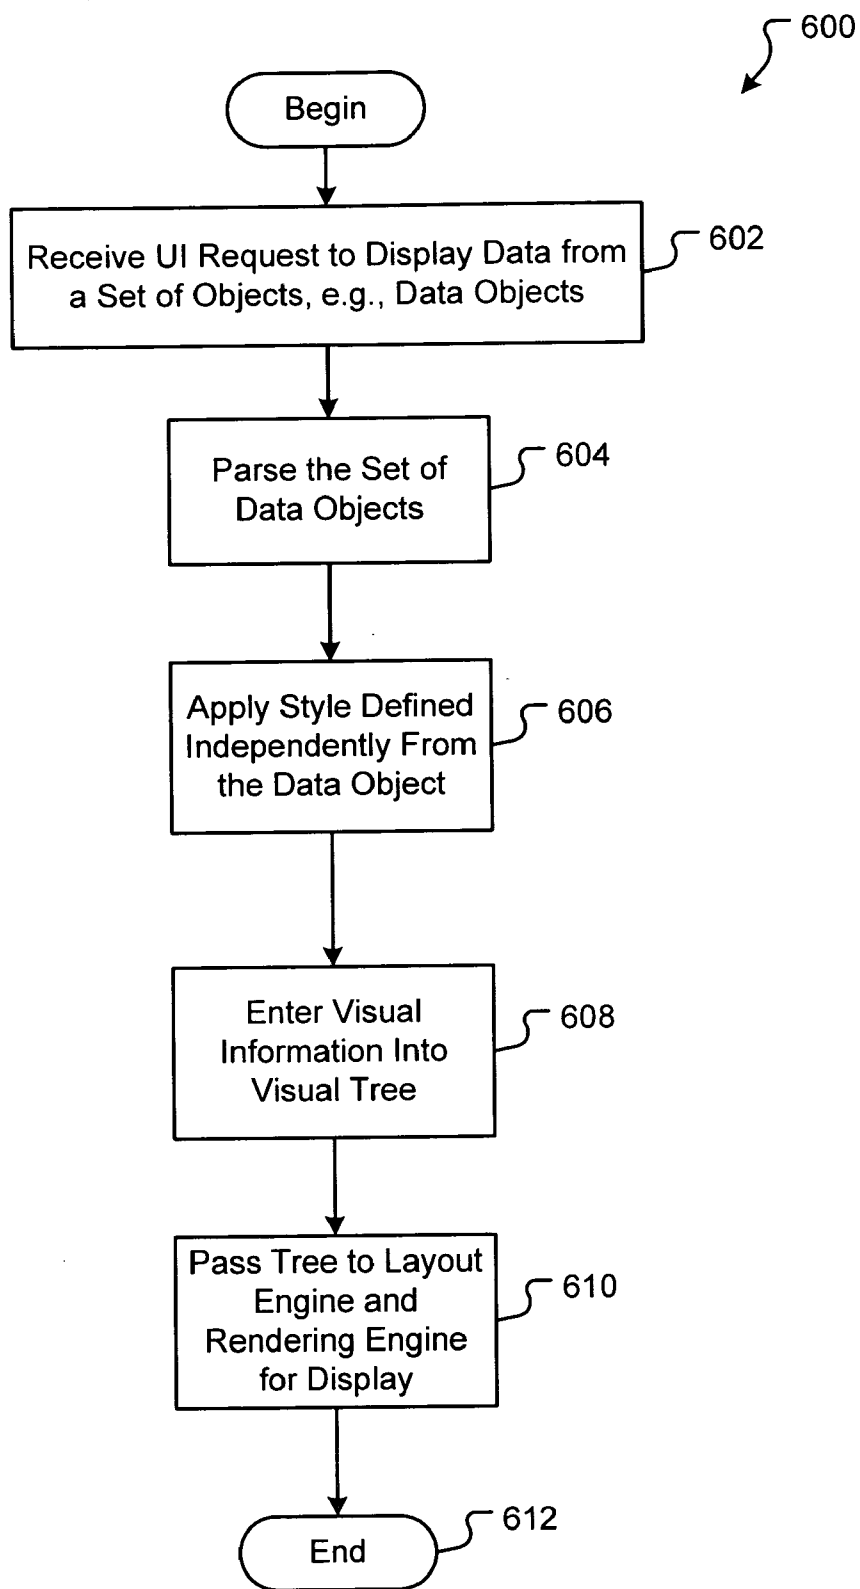 600
Begin
Receive UI Request to Display Data from
a Set of Objects, e.g., Data Objects
602
Parse the Set of
Data Objects
604
Apply Style Defined
Independently From
the Data Object
606
Enter Visual
Information Into
Visual Tree
608
Pass Tree to Layout
Engine and
Rendering Engine
for Display
610
End
612